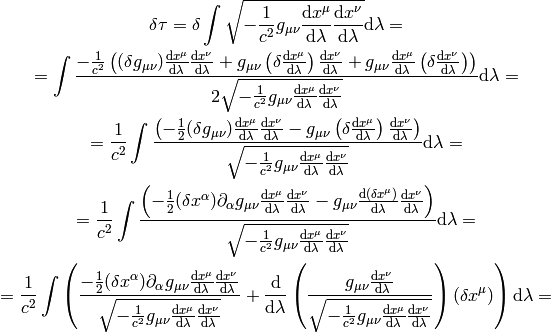 $\delta\tau = \delta \int \sqrt{-\frac{1}{c^2} g_{\mu\nu} \frac{\mathrm{d}x^\mu}{\mathrm{d}\lambda} \frac{\mathrm{d}x^\nu}{\mathrm{d}\lambda}} \mathrm{d}\lambda =$
$= \int \frac{-\frac{1}{c^2} \left( (\delta g_{\mu\nu}) \frac{\mathrm{d}x^\mu}{\mathrm{d}\lambda} \frac{\mathrm{d}x^\nu}{\mathrm{d}\lambda} + g_{\mu\nu} \left( \delta \frac{\mathrm{d}x^\mu}{\mathrm{d}\lambda} \right) \frac{\mathrm{d}x^\nu}{\mathrm{d}\lambda} + g_{\mu\nu} \frac{\mathrm{d}x^\mu}{\mathrm{d}\lambda} \left( \delta \frac{\mathrm{d}x^\nu}{\mathrm{d}\lambda} \right) \right)}{2 \sqrt{-\frac{1}{c^2} g_{\mu\nu} \frac{\mathrm{d}x^\mu}{\mathrm{d}\lambda} \frac{\mathrm{d}x^\nu}{\mathrm{d}\lambda}}} \mathrm{d}\lambda =$
$= \frac{1}{c^2} \int \frac{\left( -\frac{1}{2} (\delta g_{\mu\nu}) \frac{\mathrm{d}x^\mu}{\mathrm{d}\lambda} \frac{\mathrm{d}x^\nu}{\mathrm{d}\lambda} - g_{\mu\nu} \left( \delta \frac{\mathrm{d}x^\mu}{\mathrm{d}\lambda} \right) \frac{\mathrm{d}x^\nu}{\mathrm{d}\lambda} \right)}{\sqrt{-\frac{1}{c^2} g_{\mu\nu} \frac{\mathrm{d}x^\mu}{\mathrm{d}\lambda} \frac{\mathrm{d}x^\nu}{\mathrm{d}\lambda}}} \mathrm{d}\lambda =$
$= \frac{1}{c^2} \int \frac{\left( -\frac{1}{2} (\delta x^\alpha) \partial_\alpha g_{\mu\nu} \frac{\mathrm{d}x^\mu}{\mathrm{d}\lambda} \frac{\mathrm{d}x^\nu}{\mathrm{d}\lambda} - g_{\mu\nu} \frac{\mathrm{d}(\delta x^\mu)}{\mathrm{d}\lambda} \frac{\mathrm{d}x^\nu}{\mathrm{d}\lambda} \right)}{\sqrt{-\frac{1}{c^2} g_{\mu\nu} \frac{\mathrm{d}x^\mu}{\mathrm{d}\lambda} \frac{\mathrm{d}x^\nu}{\mathrm{d}\lambda}}} \mathrm{d}\lambda =$
$= \frac{1}{c^2} \int \left( \frac{-\frac{1}{2} (\delta x^\alpha) \partial_\alpha g_{\mu\nu} \frac{\mathrm{d}x^\mu}{\mathrm{d}\lambda} \frac{\mathrm{d}x^\nu}{\mathrm{d}\lambda}}{\sqrt{-\frac{1}{c^2} g_{\mu\nu} \frac{\mathrm{d}x^\mu}{\mathrm{d}\lambda} \frac{\mathrm{d}x^\nu}{\mathrm{d}\lambda}}} + \frac{\mathrm{d}}{\mathrm{d}\lambda} \left( \frac{g_{\mu\nu} \frac{\mathrm{d}x^\nu}{\mathrm{d}\lambda}}{\sqrt{-\frac{1}{c^2} g_{\mu\nu} \frac{\mathrm{d}x^\mu}{\mathrm{d}\lambda} \frac{\mathrm{d}x^\nu}{\mathrm{d}\lambda}}} \right) (\delta x^\mu) \right) \mathrm{d}\lambda =$